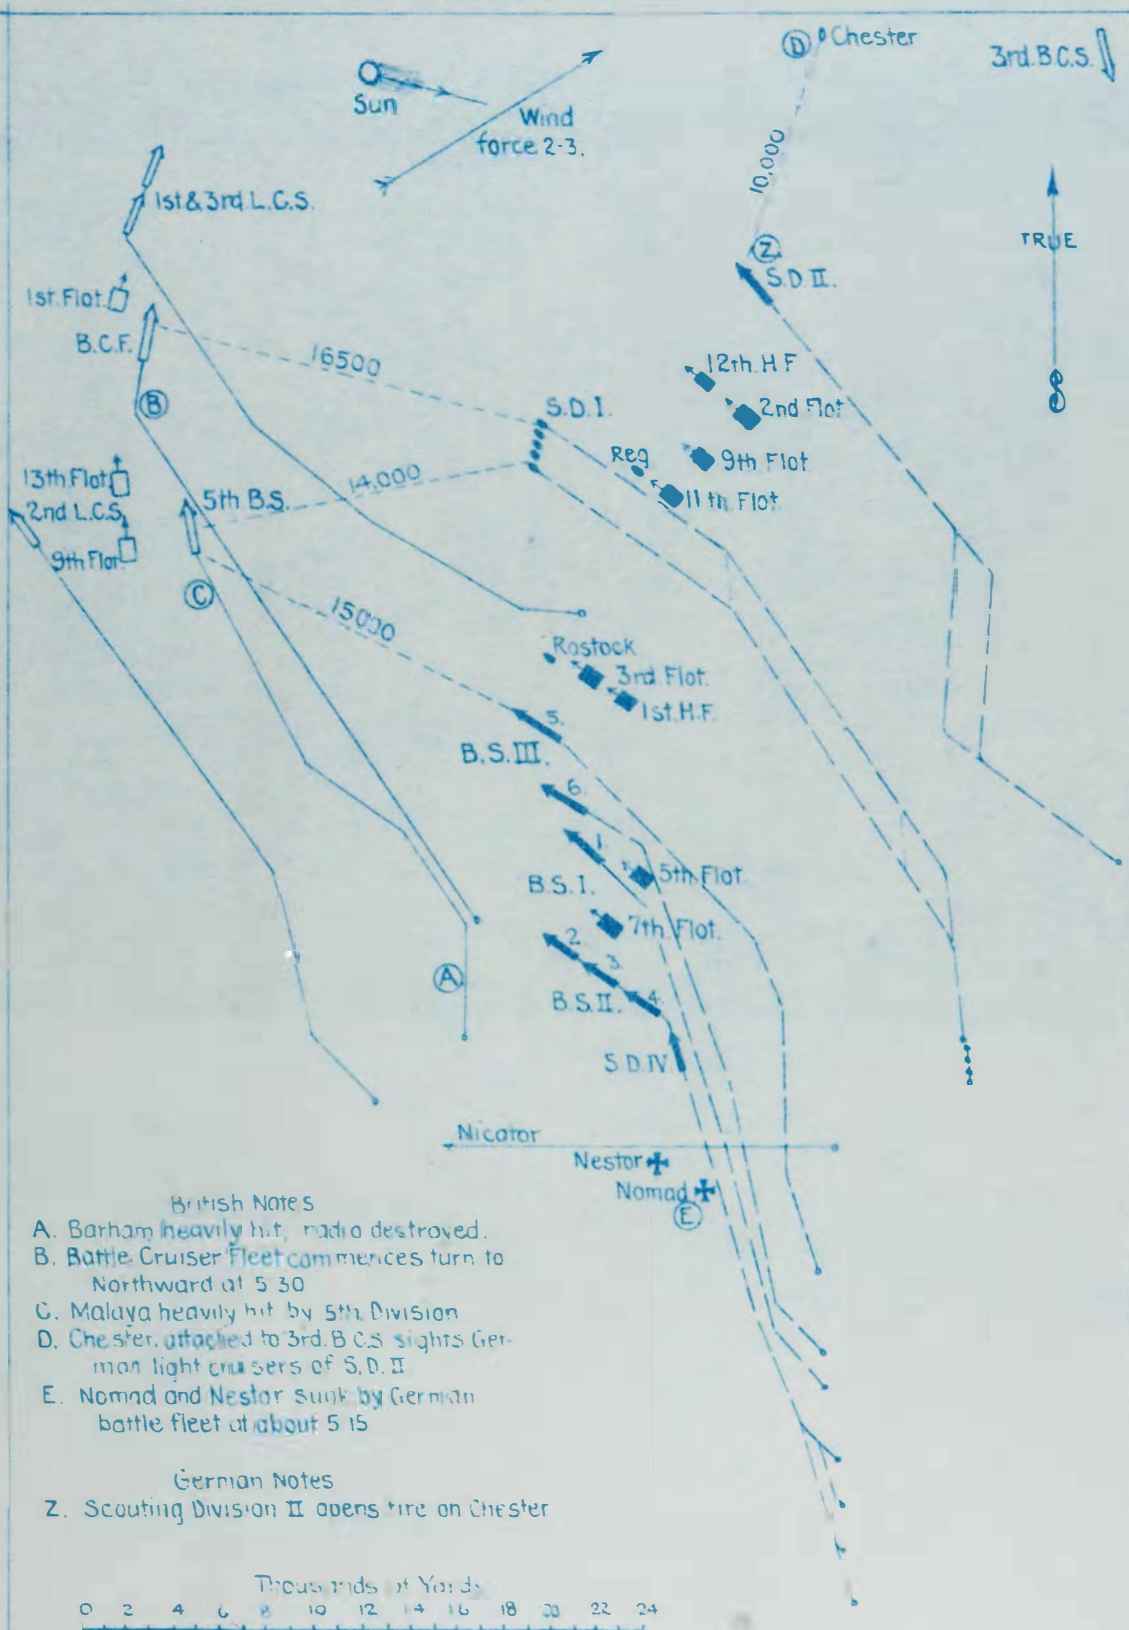 D Chester
3rd. B.C.S.
Sun
Wind
force 2-3.
10,000
1st & 3rd L.C.S.
TRUE
Z
S.D. II.
1st. Flot.
B.C.F.
16500
12th. H.F
B
S.D.I.
2nd Flot
Reg
9th Flot
13th Flot.
14,000
11th Flot.
2nd L.C.S.
5th B.S.
9th Flot.
C
15000
Rostock
3rd Flot.
1st. H.F.
5.
B.S. III.
6.
1.
B.S.I.
5th Flot.
7th Flot.
2.
3.
A
B.S. II.
4.
S.D. IV.
Nicator
Nestor
Nomad
E
British Notes
A. Barham heavily hit, radio destroyed.
B. Battle Cruiser Fleet commences turn to
Northward at 5 30
C. Malaya heavily hit by 5th Division
D. Chester, attached to 3rd. B C.S sights Ger-
man light cruisers of S.D. II
E. Nomad and Nestor sunk by German
battle fleet at about 5 15
German Notes
Z. Scouting Division II opens fire on Chester
Thousands of Yards
0 2 4 6 8 10 12 14 16 18 20 22 24